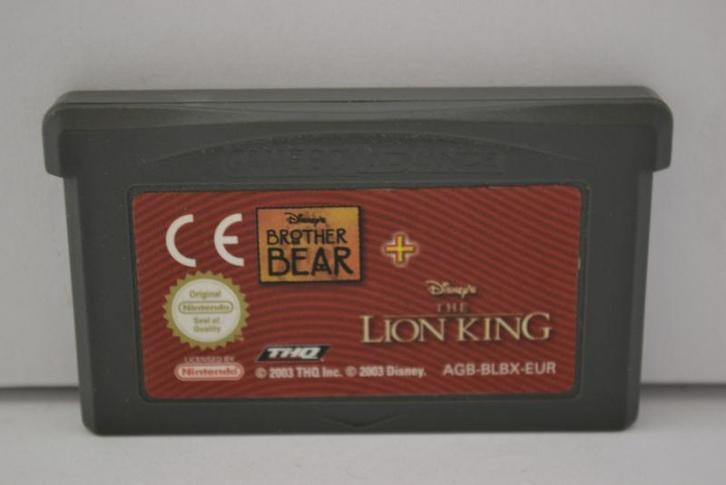 GAME BOY ADVANCE
CE
Disney's
BROTHER
BEAR
+
Disney's
THE
LION KING
Original
Nintendo
Seal of
Quality
LICENSED BY
Nintendo
THQ
© 2003 THQ Inc. © 2003 Disney.
AGB-BLBX-EUR